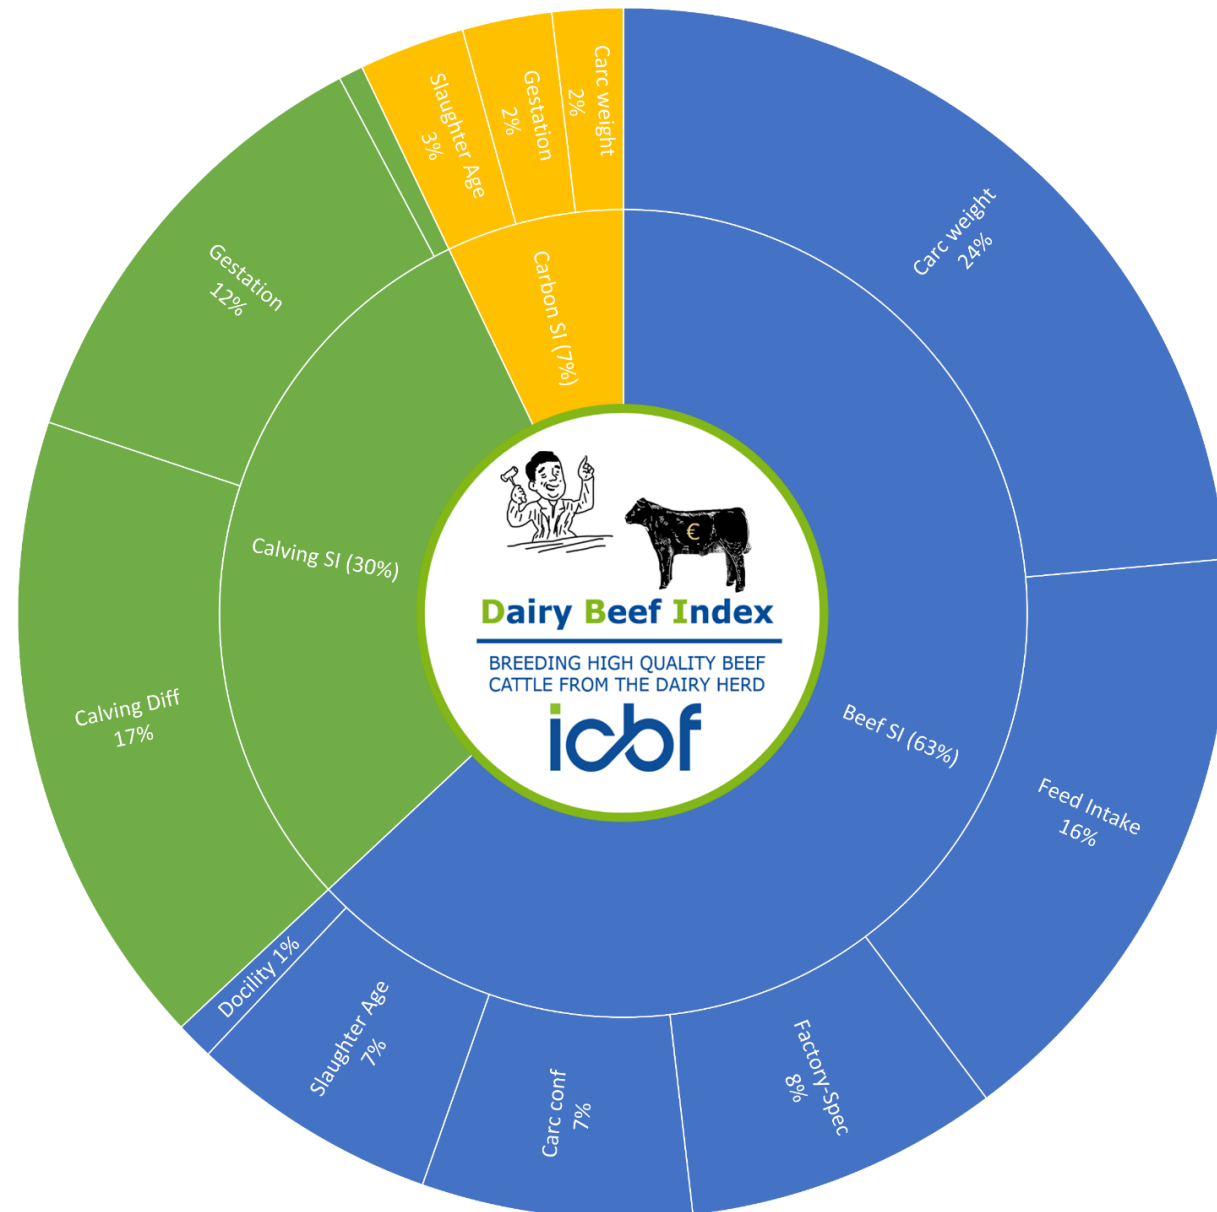 Carc weight
24%
Feed Intake
16%
Factory-Spec
8%
Carc conf
7%
Slaughter Age
7%
Docility 1%
Calving Diff
17%
Gestation
12%
Slaughter Age
3%
Gestation
2%
Carc weight
2%
Beef SI (63%)
Calving SI (30%)
Carbon SI (7%)
€
Dairy Beef Index
BREEDING HIGH QUALITY BEEF
CATTLE FROM THE DAIRY HERD
icbf